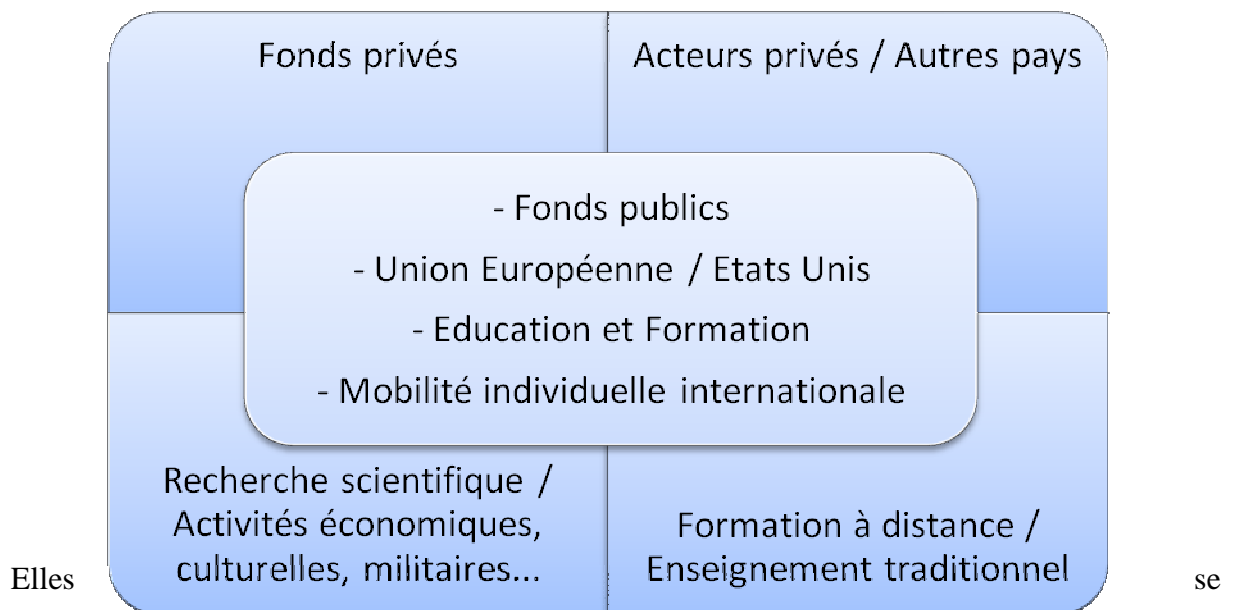 Fonds privés
Acteurs privés / Autres pays
- Fonds publics
- Union Européenne / Etats Unis
- Education et Formation
- Mobilité individuelle internationale
Recherche scientifique /
Activités économiques,
culturelles, militaires...
Formation à distance /
Enseignement traditionnel
Elles
se